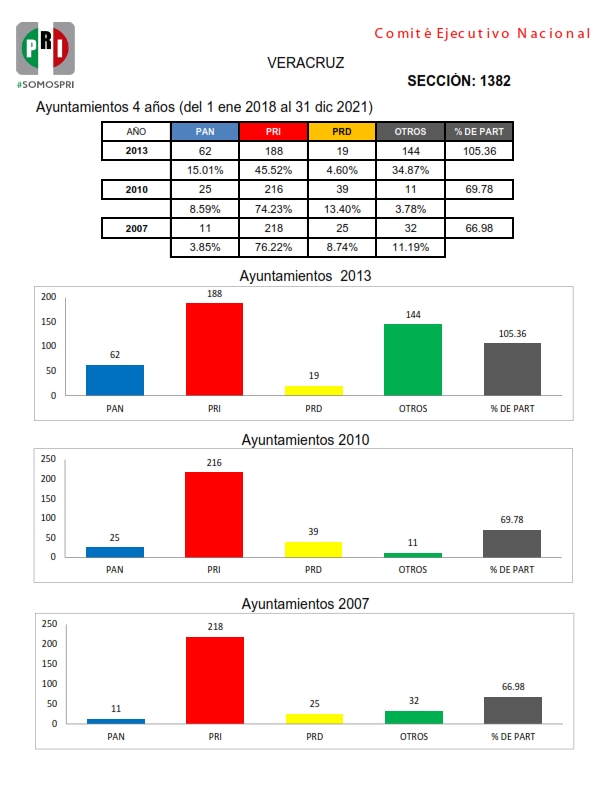 Comité Ejecutivo Nacional
PRI
#SOMOSPRI
VERACRUZ
SECCIÓN: 1382
Ayuntamientos 4 años (del 1 ene 2018 al 31 dic 2021)
AÑO PAN PRI PRD OTROS % DE PART
2013 62 188 19 144 105.36
15.01% 45.52% 4.60% 34.87%
2010 25 216 39 11 69.78
8.59% 74.23% 13.40% 3.78%
2007 11 218 25 32 66.98
3.85% 76.22% 8.74% 11.19%
Ayuntamientos 2013
200
150
100
50
0
62
188
19
144
105.36
PAN PRI PRD OTROS % DE PART
Ayuntamientos 2010
250
200
150
100
50
0
25
216
39
11
69.78
PAN PRI PRD OTROS % DE PART
Ayuntamientos 2007
250
200
150
100
50
0
11
218
25
32
66.98
PAN PRI PRD OTROS % DE PART